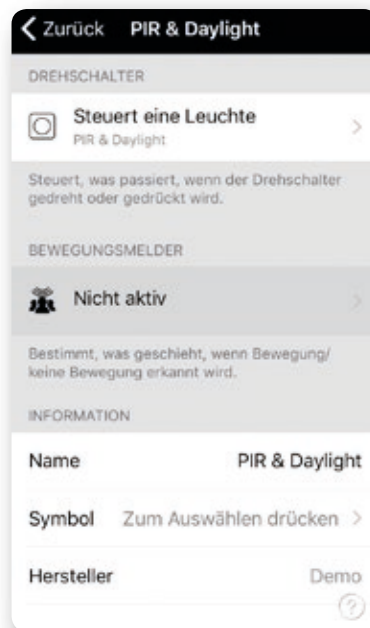 Zurück PIR & Daylight
DREHSCHALTER
Steuert eine Leuchte
PIR & Daylight
Steuert, was passiert, wenn der Drehschalter
gedreht oder gedrückt wird.
BEWEGUNGSMELDER
Nicht aktiv
Bestimmt, was geschieht, wenn Bewegung/
keine Bewegung erkannt wird.
INFORMATION
Name PIR & Daylight
Symbol Zum Auswählen drücken
Hersteller Demo
?